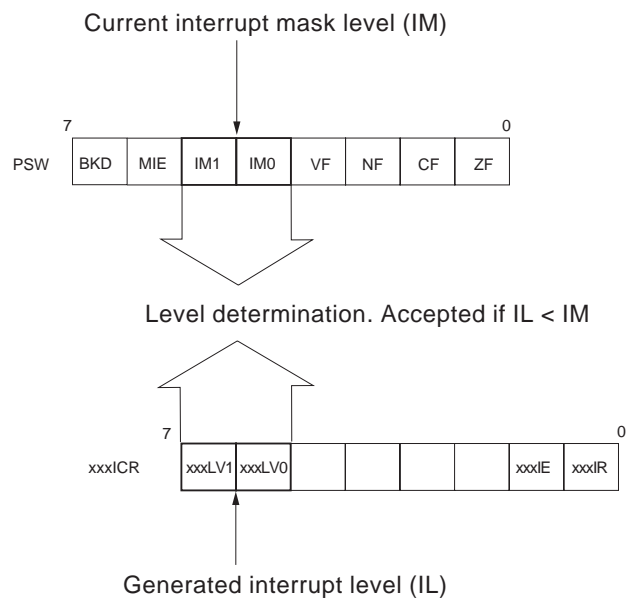 Current interrupt mask level (IM)
7 0
PSW BKD MIE IM1 IM0 VF NF CF ZF
Level determination. Accepted if IL < IM
7 0
xxxICR xxxLV1 xxxLV0 xxxIE xxxIR
Generated interrupt level (IL)